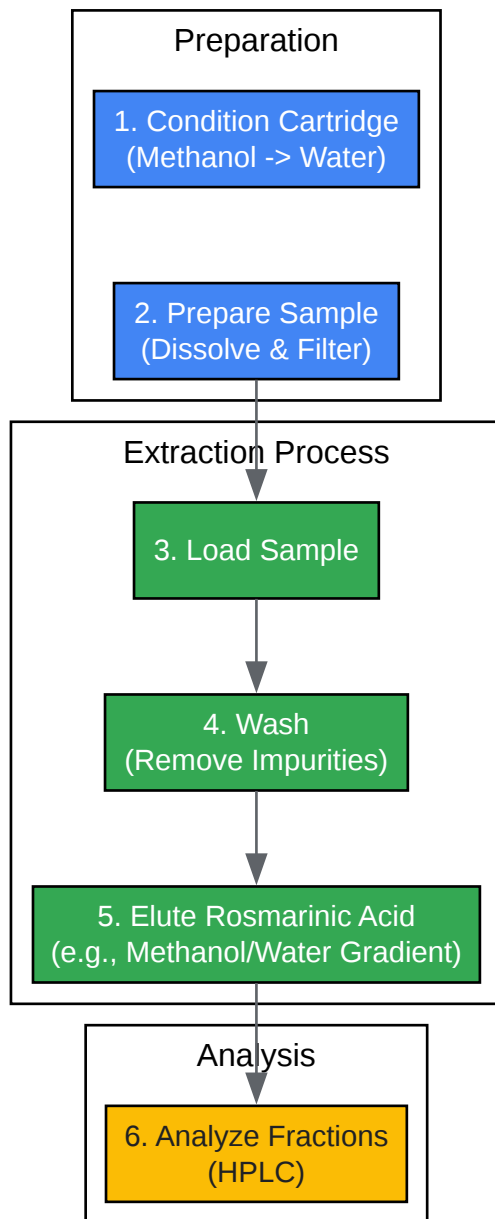 Preparation
1. Condition Cartridge
(Methanol -> Water)
2. Prepare Sample
(Dissolve & Filter)
Extraction Process
3. Load Sample
4. Wash
(Remove Impurities)
5. Elute Rosmarinic Acid
(e.g., Methanol/Water Gradient)
Analysis
6. Analyze Fractions
(HPLC)